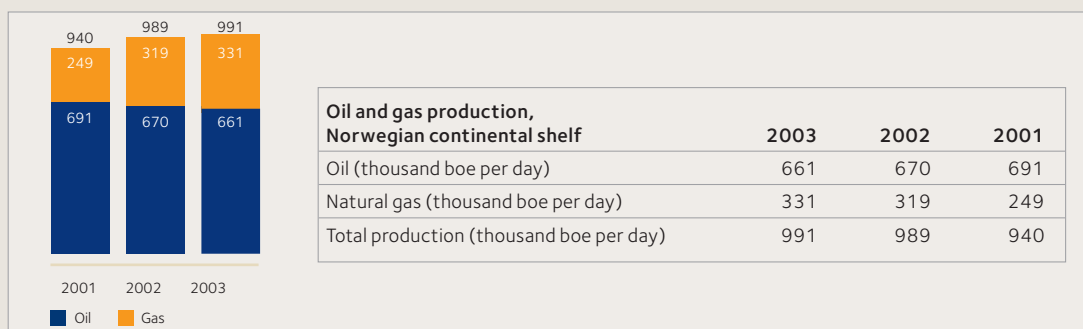 940
989
991
249
319
331
691
670
661
2001 2002 2003
Oil Gas
Oil and gas production,
Norwegian continental shelf 2003 2002 2001
Oil (thousand boe per day) 661 670 691
Natural gas (thousand boe per day) 331 319 249
Total production (thousand boe per day) 991 989 940